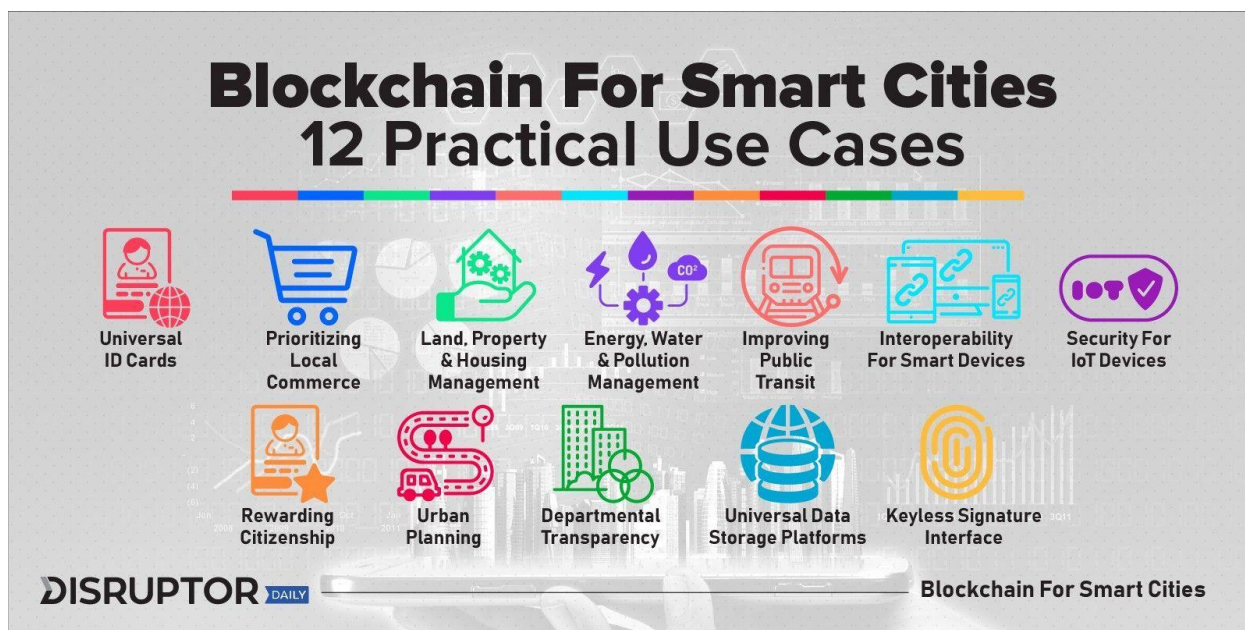 Blockchain For Smart Cities
12 Practical Use Cases
CO²
IOT
Universal
ID Cards
Prioritizing
Local
Commerce
Land, Property
& Housing
Management
Energy, Water
& Pollution
Management
Improving
Public
Transit
Interoperability
For Smart Devices
Security For
IoT Devices
Rewarding
Citizenship
Urban
Planning
Departmental
Transparency
Universal Data
Storage Platforms
Keyless Signature
Interface
DISRUPTOR DAILY
Blockchain For Smart Cities